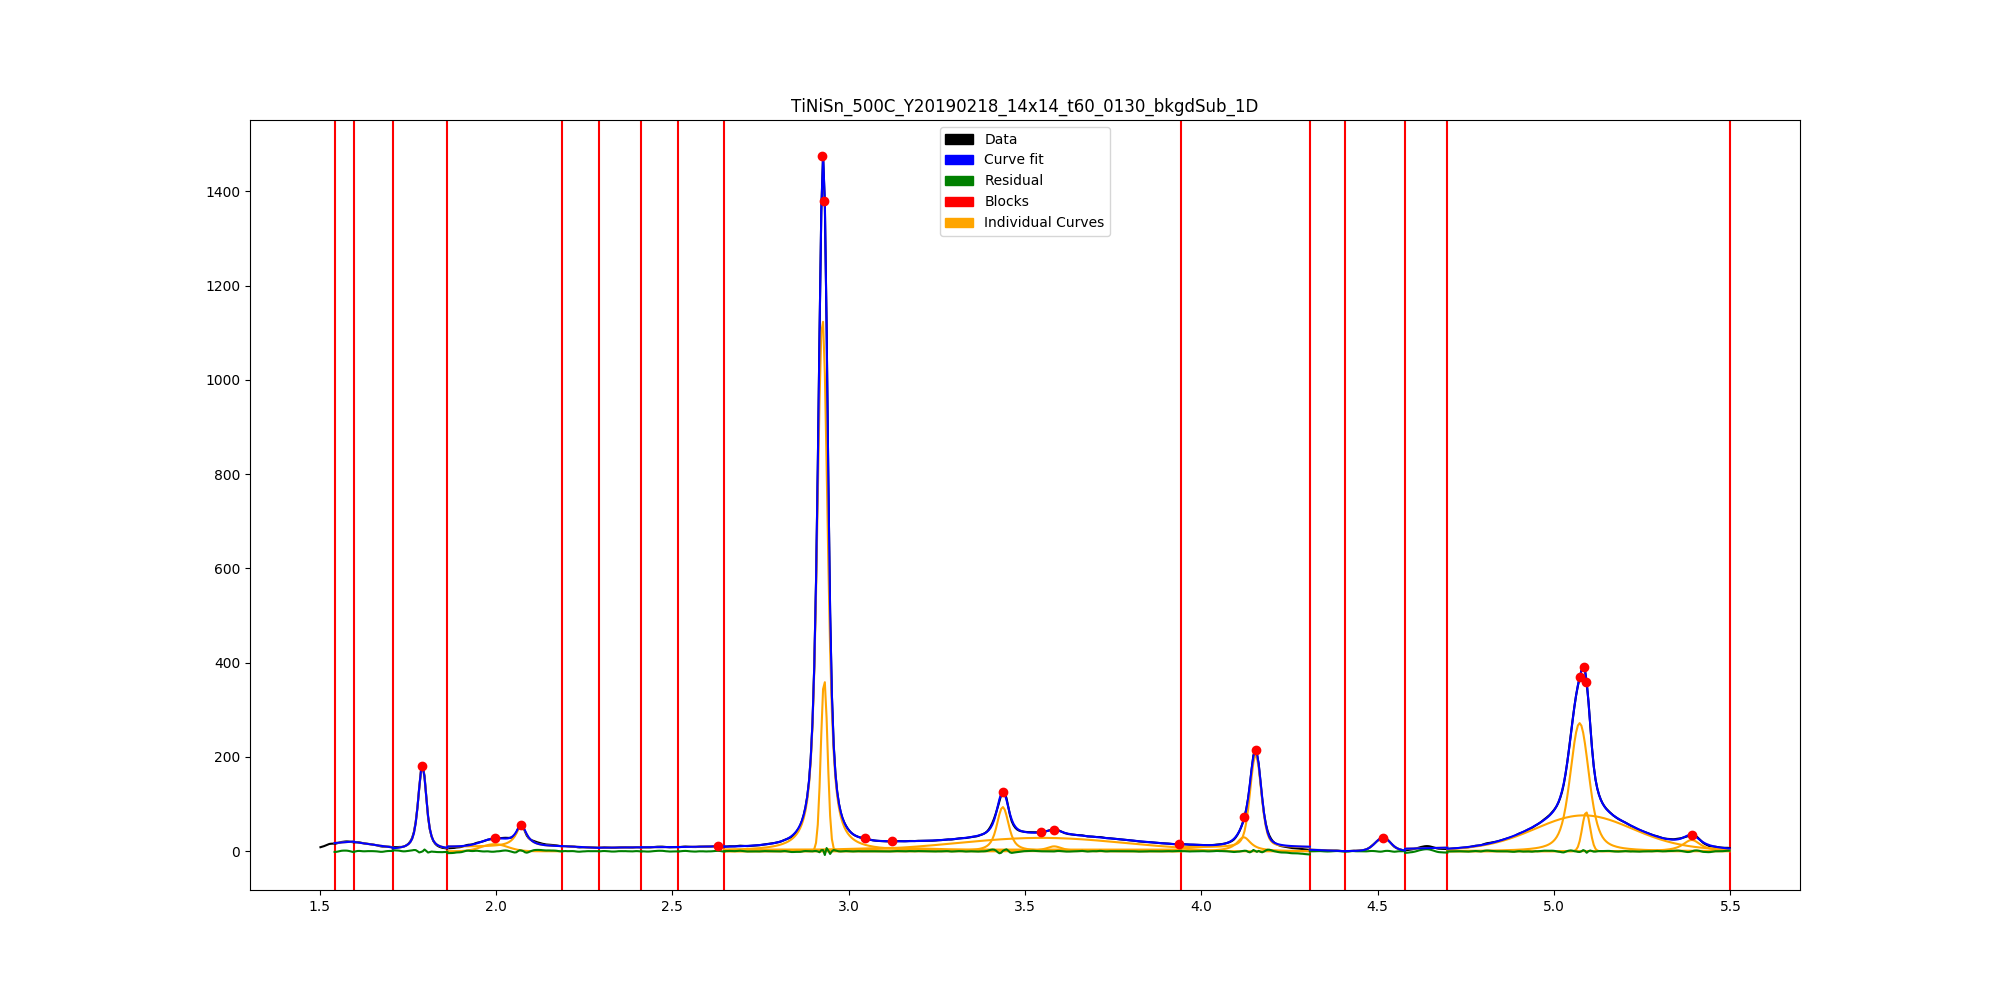 TiNiSn_500C_Y20190218_14x14_t60_0130_bkgdSub_1D
Data
Curve fit
Residual
Blocks
Individual Curves
1400
1200
1000
800
600
400
200
0
1.5 2.0 2.5 3.0 3.5 4.0 4.5 5.0 5.5